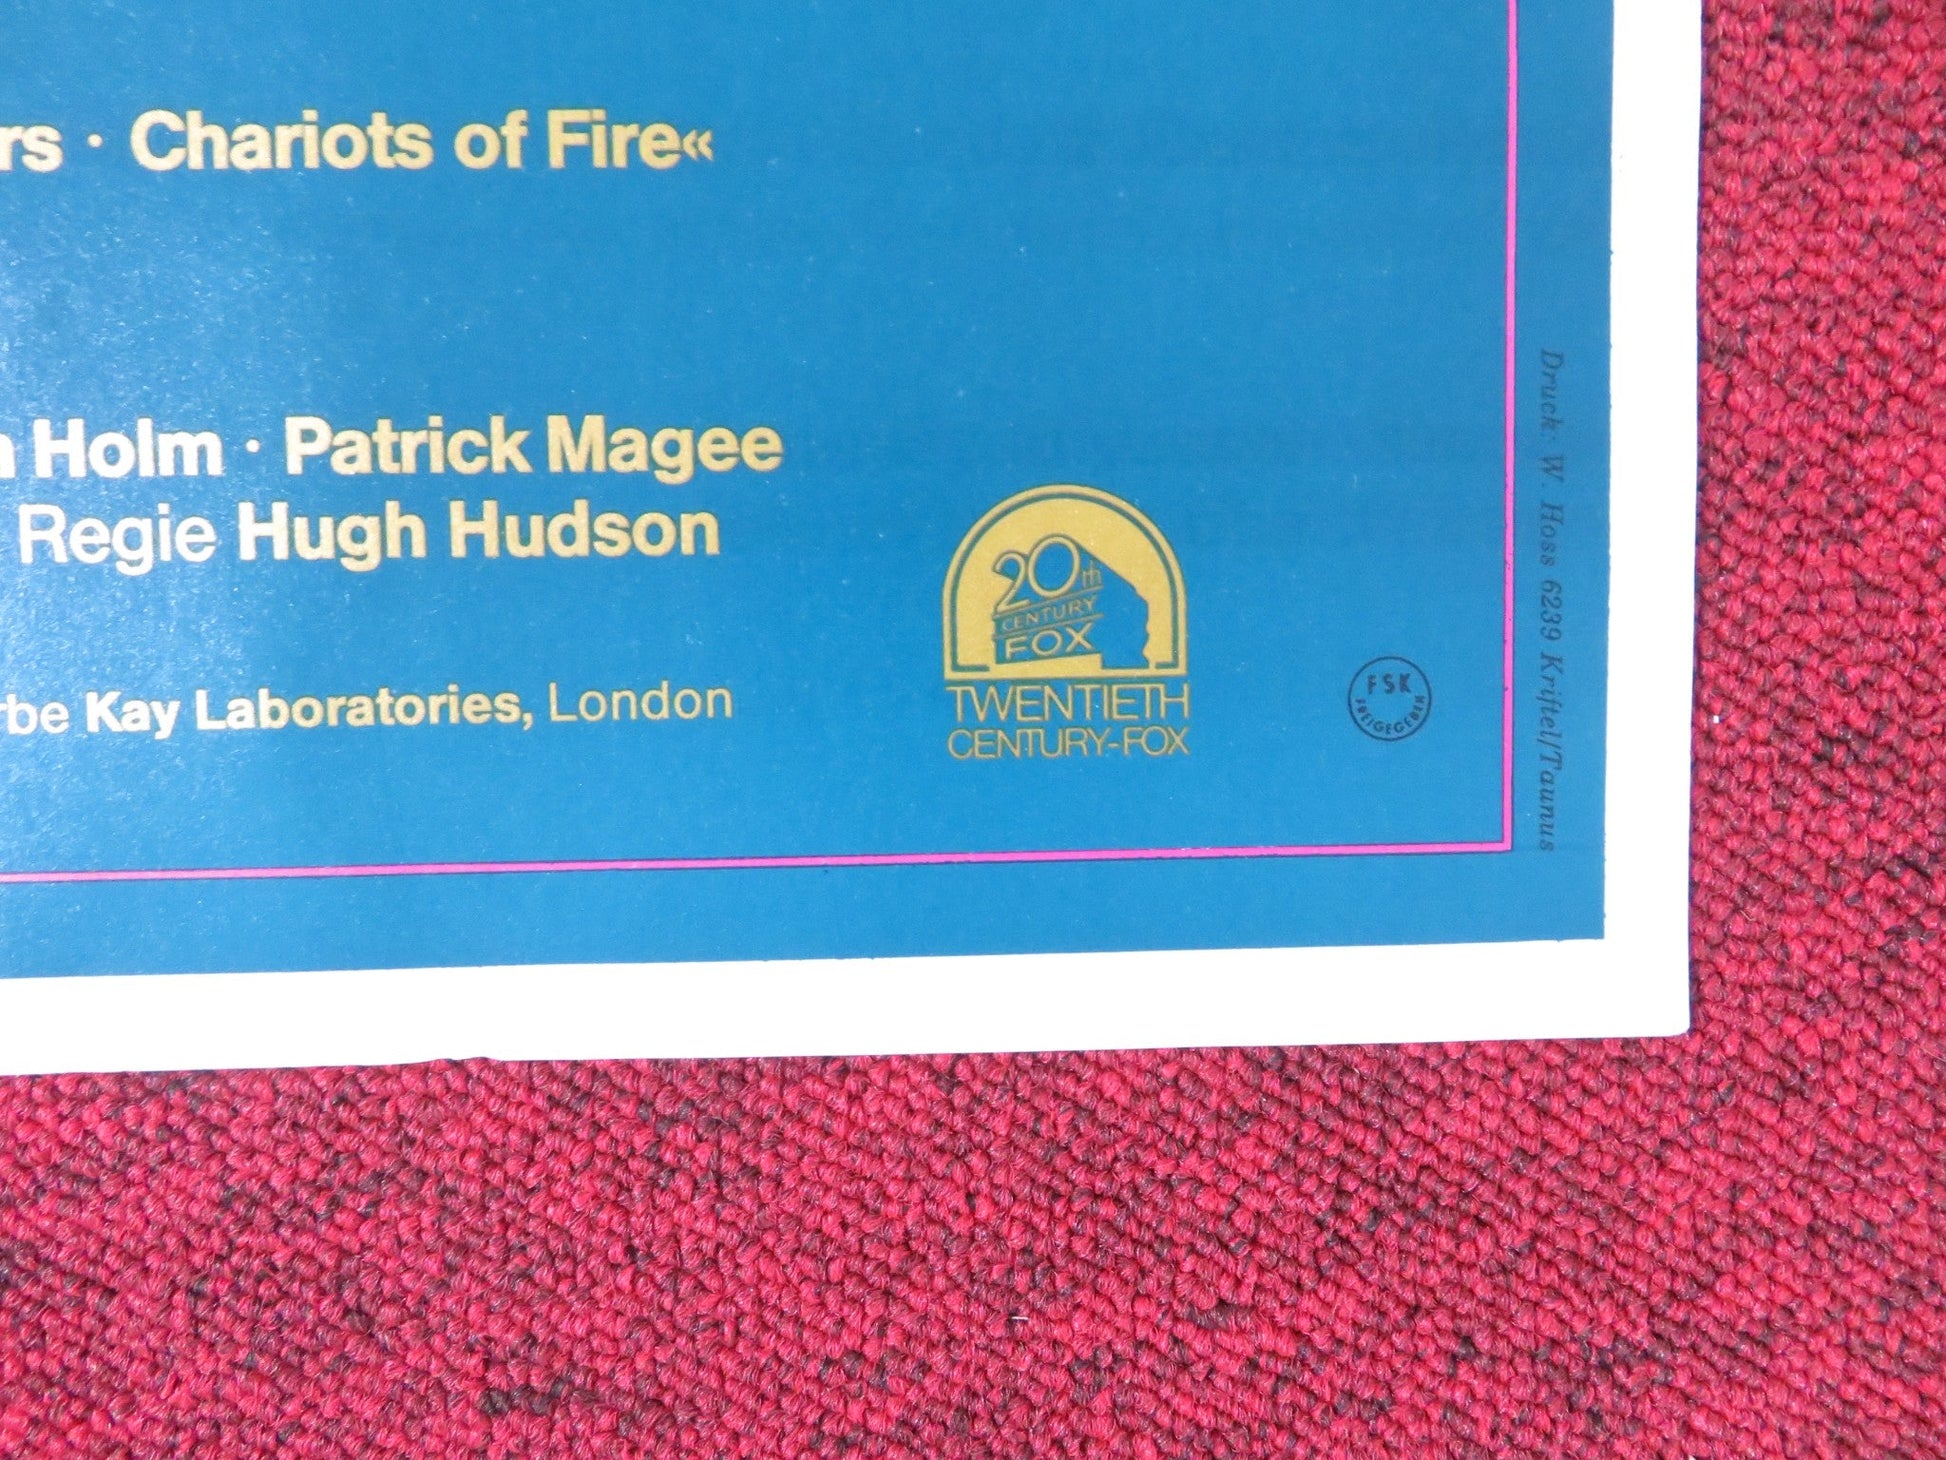 rs · Chariots of Fire«
n Holm · Patrick Magee
Regie Hugh Hudson
rbe Kay Laboratories, London
20th
CENTURY
FOX
TWENTIETH
CENTURY-FOX
FSK
FREIGEGEBEN
Druck: W. Hoss 6239 Kriftel/Taunus